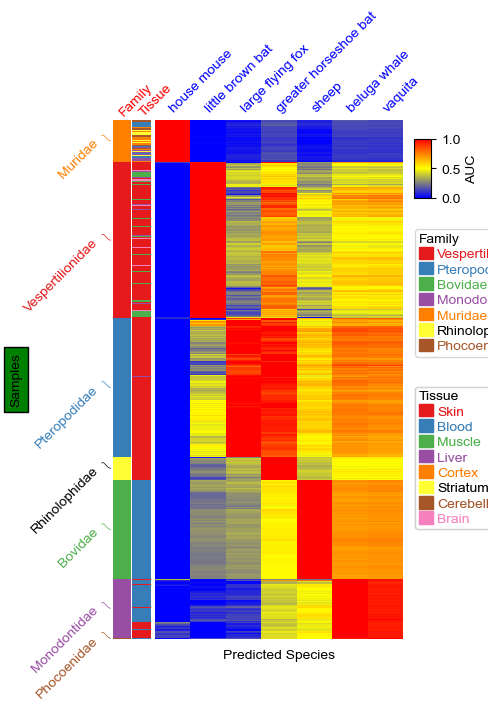 Family
Tissue
house mouse
little brown bat
large flying fox
greater horseshoe bat
sheep
beluga whale
vaquita
Muridae
Vespertilionidae
Pteropodidae
Rhinolophidae
Bovidae
Monodontidae
Phocoenidae
Samples
Predicted Species
1.0
0.5
0.0
AUC
Family
Vespertil
Pteropod
Bovidae
Monodo
Muridae
Rhinolop
Phocoen
Tissue
Skin
Blood
Muscle
Liver
Cortex
Striatum
Cerebell
Brain